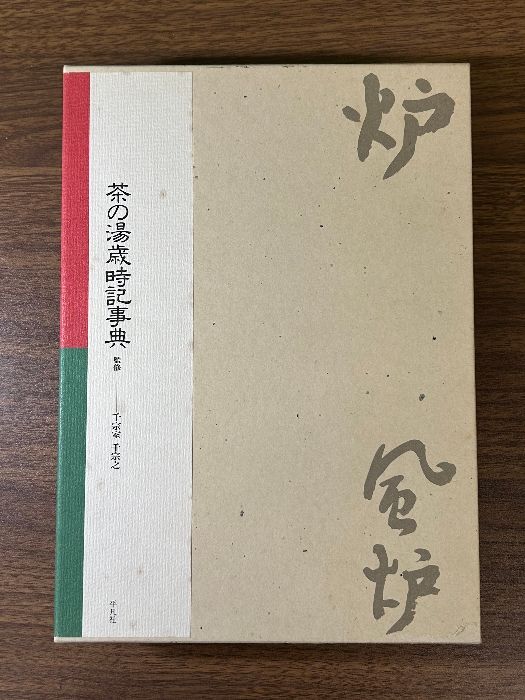 炉
風炉
茶の湯歳時記事典
監修
千宗室 千宗之
平凡社